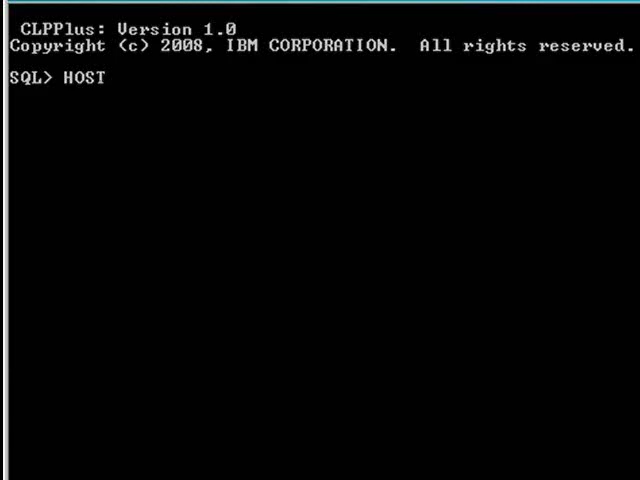 CLPPlus: Version 1.0
Copyright (c) 2008, IBM CORPORATION.  All rights reserved.
SQL> HOST